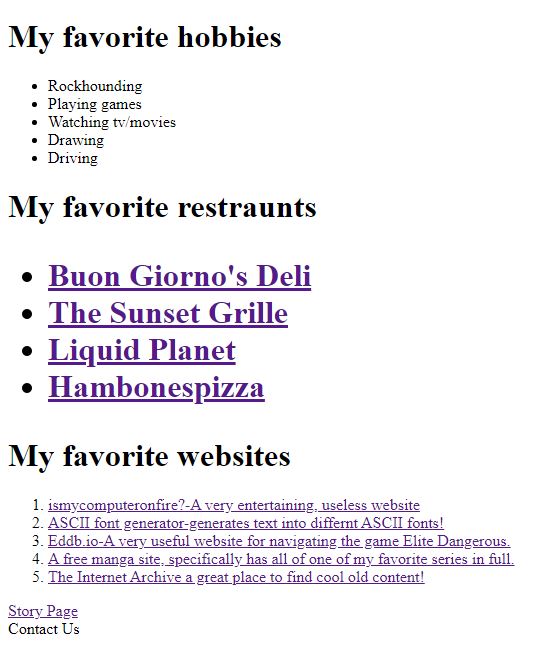 My favorite hobbies
Rockhounding
Playing games
Watching tv/movies
Drawing
Driving
My favorite restraunts
Buon Giorno's Deli
The Sunset Grille
Liquid Planet
Hambonespizza
My favorite websites
1. ismycomputeronfire?-A very entertaining, useless website
2. ASCII font generator-generates text into differnt ASCII fonts!
3. Eddb.io-A very useful website for navigating the game Elite Dangerous.
4. A free manga site, specifically has all of one of my favorite series in full.
5. The Internet Archive a great place to find cool old content!
Story Page
Contact Us